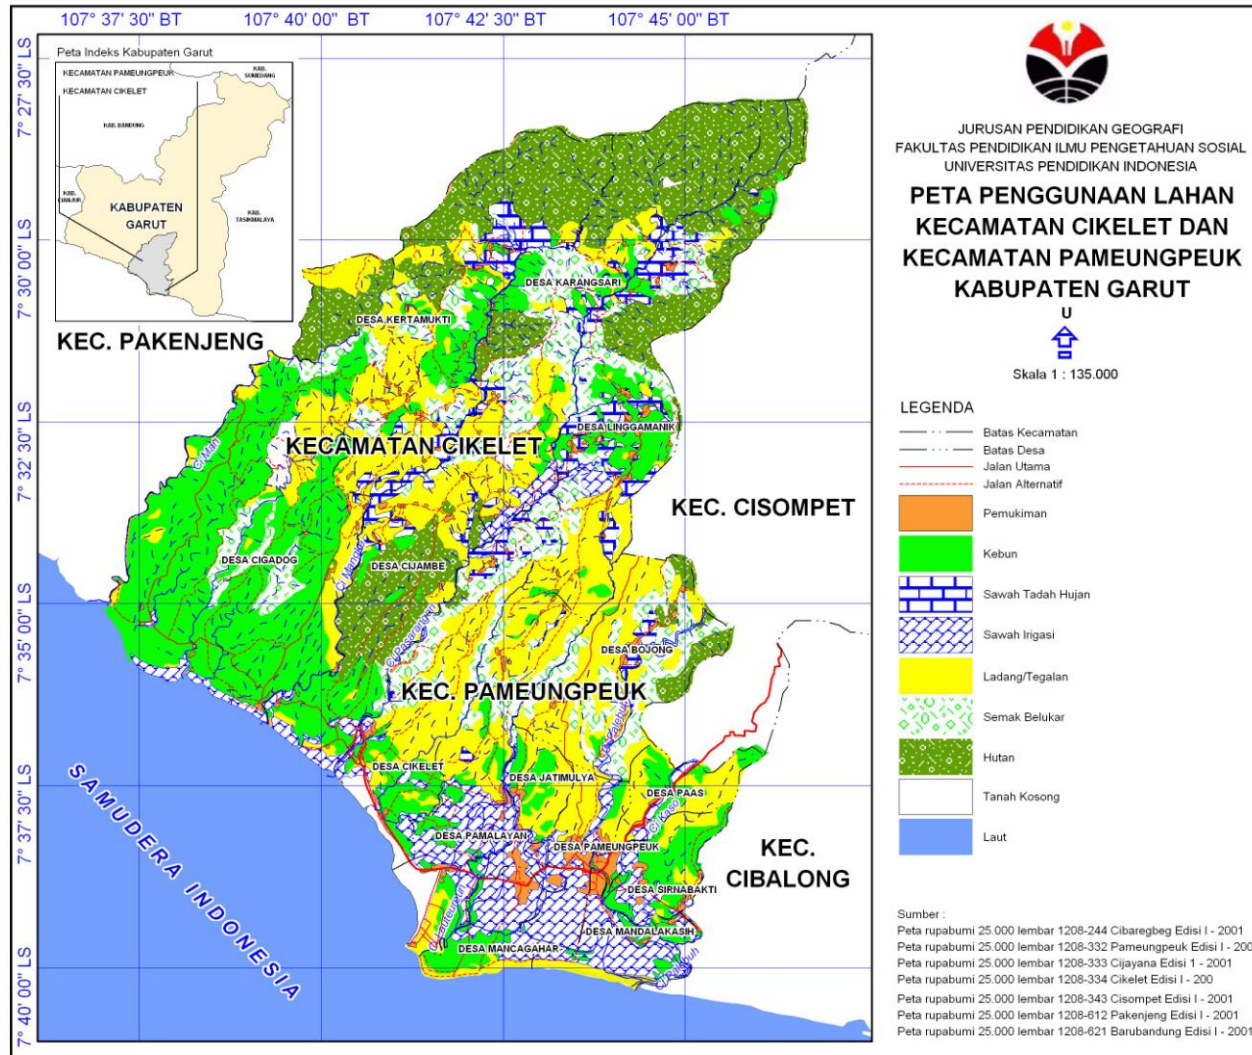 107° 37' 30" BT
107° 40' 00" BT
107° 42' 30" BT
107° 45' 00" BT
7° 27' 30" LS
7° 30' 00" LS
7° 32' 30" LS
7° 35' 00" LS
7° 37' 30" LS
7° 40' 00" LS
Peta Indeks Kabupaten Garut
KECAMATAN PAMEUNGPEUK
KECAMATAN CIKELET
KAB.
SUMEDANG
KAB. BANDUNG
KAB.
CIANJUR
KABUPATEN
GARUT
KAB.
TASIKMALAYA
KEC. PAKENJENG
DESA KARANGSARI
DESA KERTAMUKTI
DESA LINGGAMANIK
KECAMATAN CIKELET
KEC. CISOMPET
DESA CIGADOG
DESA CIJAMBE
DESA BOJONG
KEC. PAMEUNGPEUK
DESA CIKELET
DESA JATIMULYA
DESA PAAS
DESA PAMALAYAN
DESA PAMEUNGPEUK
KEC.
CIBALONG
DESA SIRNABAKTI
DESA MANDALAKASIH
DESA MANCAGAHAR
SAMUDERA INDONESIA
JURUSAN PENDIDIKAN GEOGRAFI
FAKULTAS PENDIDIKAN ILMU PENGETAHUAN SOSIAL
UNIVERSITAS PENDIDIKAN INDONESIA
PETA PENGGUNAAN LAHAN
KECAMATAN CIKELET DAN
KECAMATAN PAMEUNGPEUK
KABUPATEN GARUT
U
Skala 1 : 135.000
LEGENDA
Batas Kecamatan
Batas Desa
Jalan Utama
Jalan Alternatif
Pemukiman
Kebun
Sawah Tadah Hujan
Sawah Irigasi
Ladang/Tegalan
Semak Belukar
Hutan
Tanah Kosong
Laut
Sumber :
Peta rupabumi 25.000 lembar 1208-244 Cibaregbeg Edisi I - 2001
Peta rupabumi 25.000 lembar 1208-332 Pameungpeuk Edisi I - 200
Peta rupabumi 25.000 lembar 1208-333 Cijayana Edisi 1 - 2001
Peta rupabumi 25.000 lembar 1208-334 Cikelet Edisi I - 200
Peta rupabumi 25.000 lembar 1208-343 Cisompet Edisi I - 2001
Peta rupabumi 25.000 lembar 1208-612 Pakenjeng Edisi I - 2001
Peta rupabumi 25.000 lembar 1208-621 Barubandung Edisi I - 2001